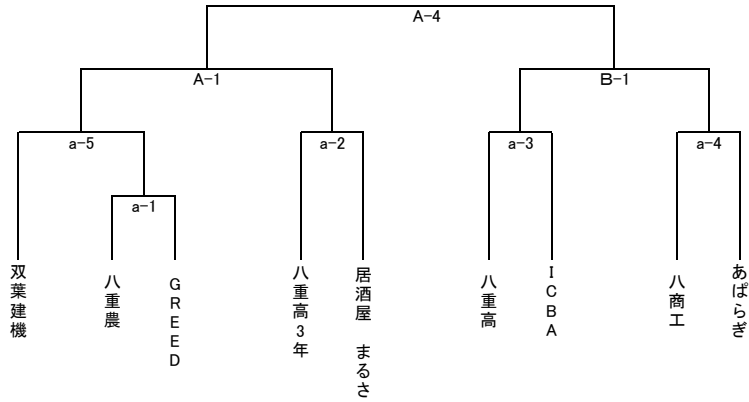 A-4
A-1
B-1
a-5
a-2
a-3
a-4
a-1
双葉建機
八重農
GREED
八重高3年
居酒屋 まるさ
八重高
ICBA
八商工
あぱらぎ